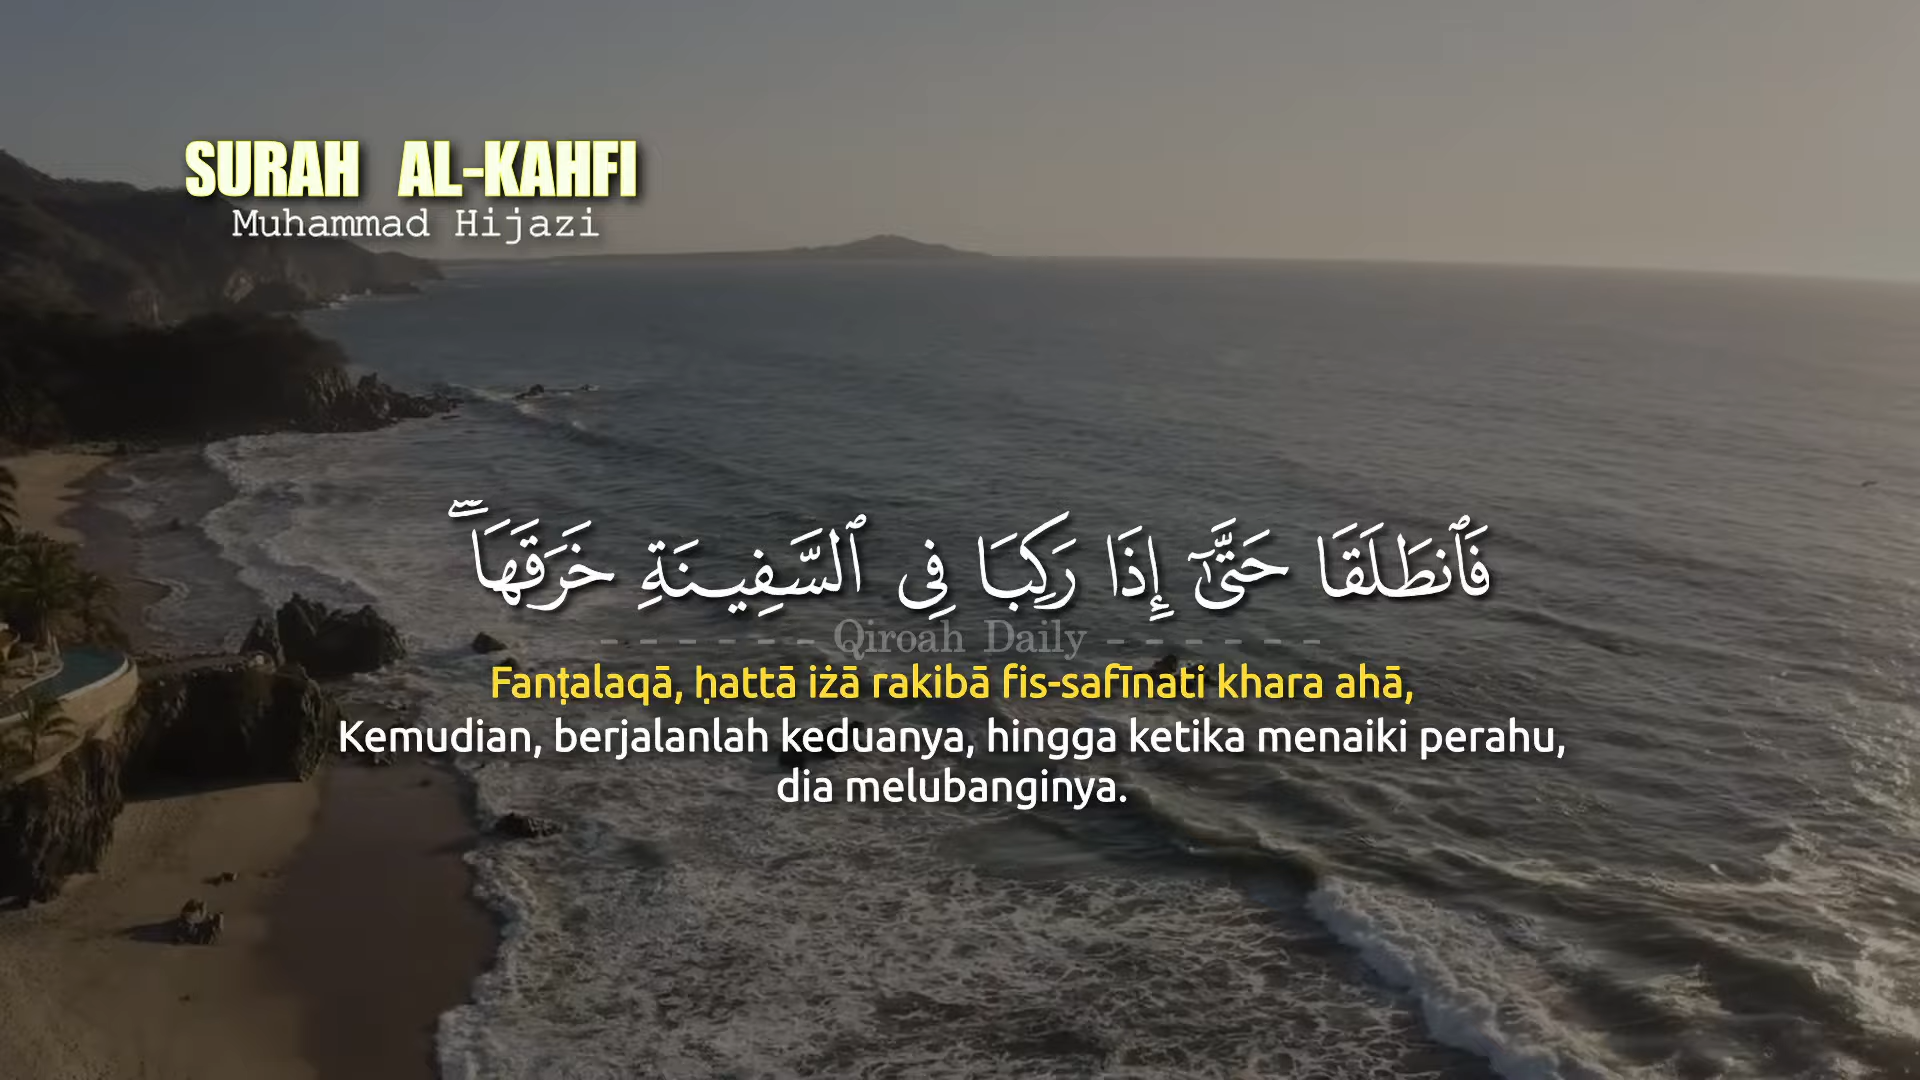 SURAH AL-KAHFI
Muhammad Hijazi
فَٱنطَلَقَا حَتَّىٰٓ إِذَا رَكِبَا فِى ٱلسَّفِينَةِ خَرَقَهَا ۖ
- - - - - - Qiroah Daily - - - - - -
Fanṭalaqā, ḥattā iżā rakibā fis-safīnati khara ahā,
Kemudian, berjalanlah keduanya, hingga ketika menaiki perahu,
dia melubanginya.